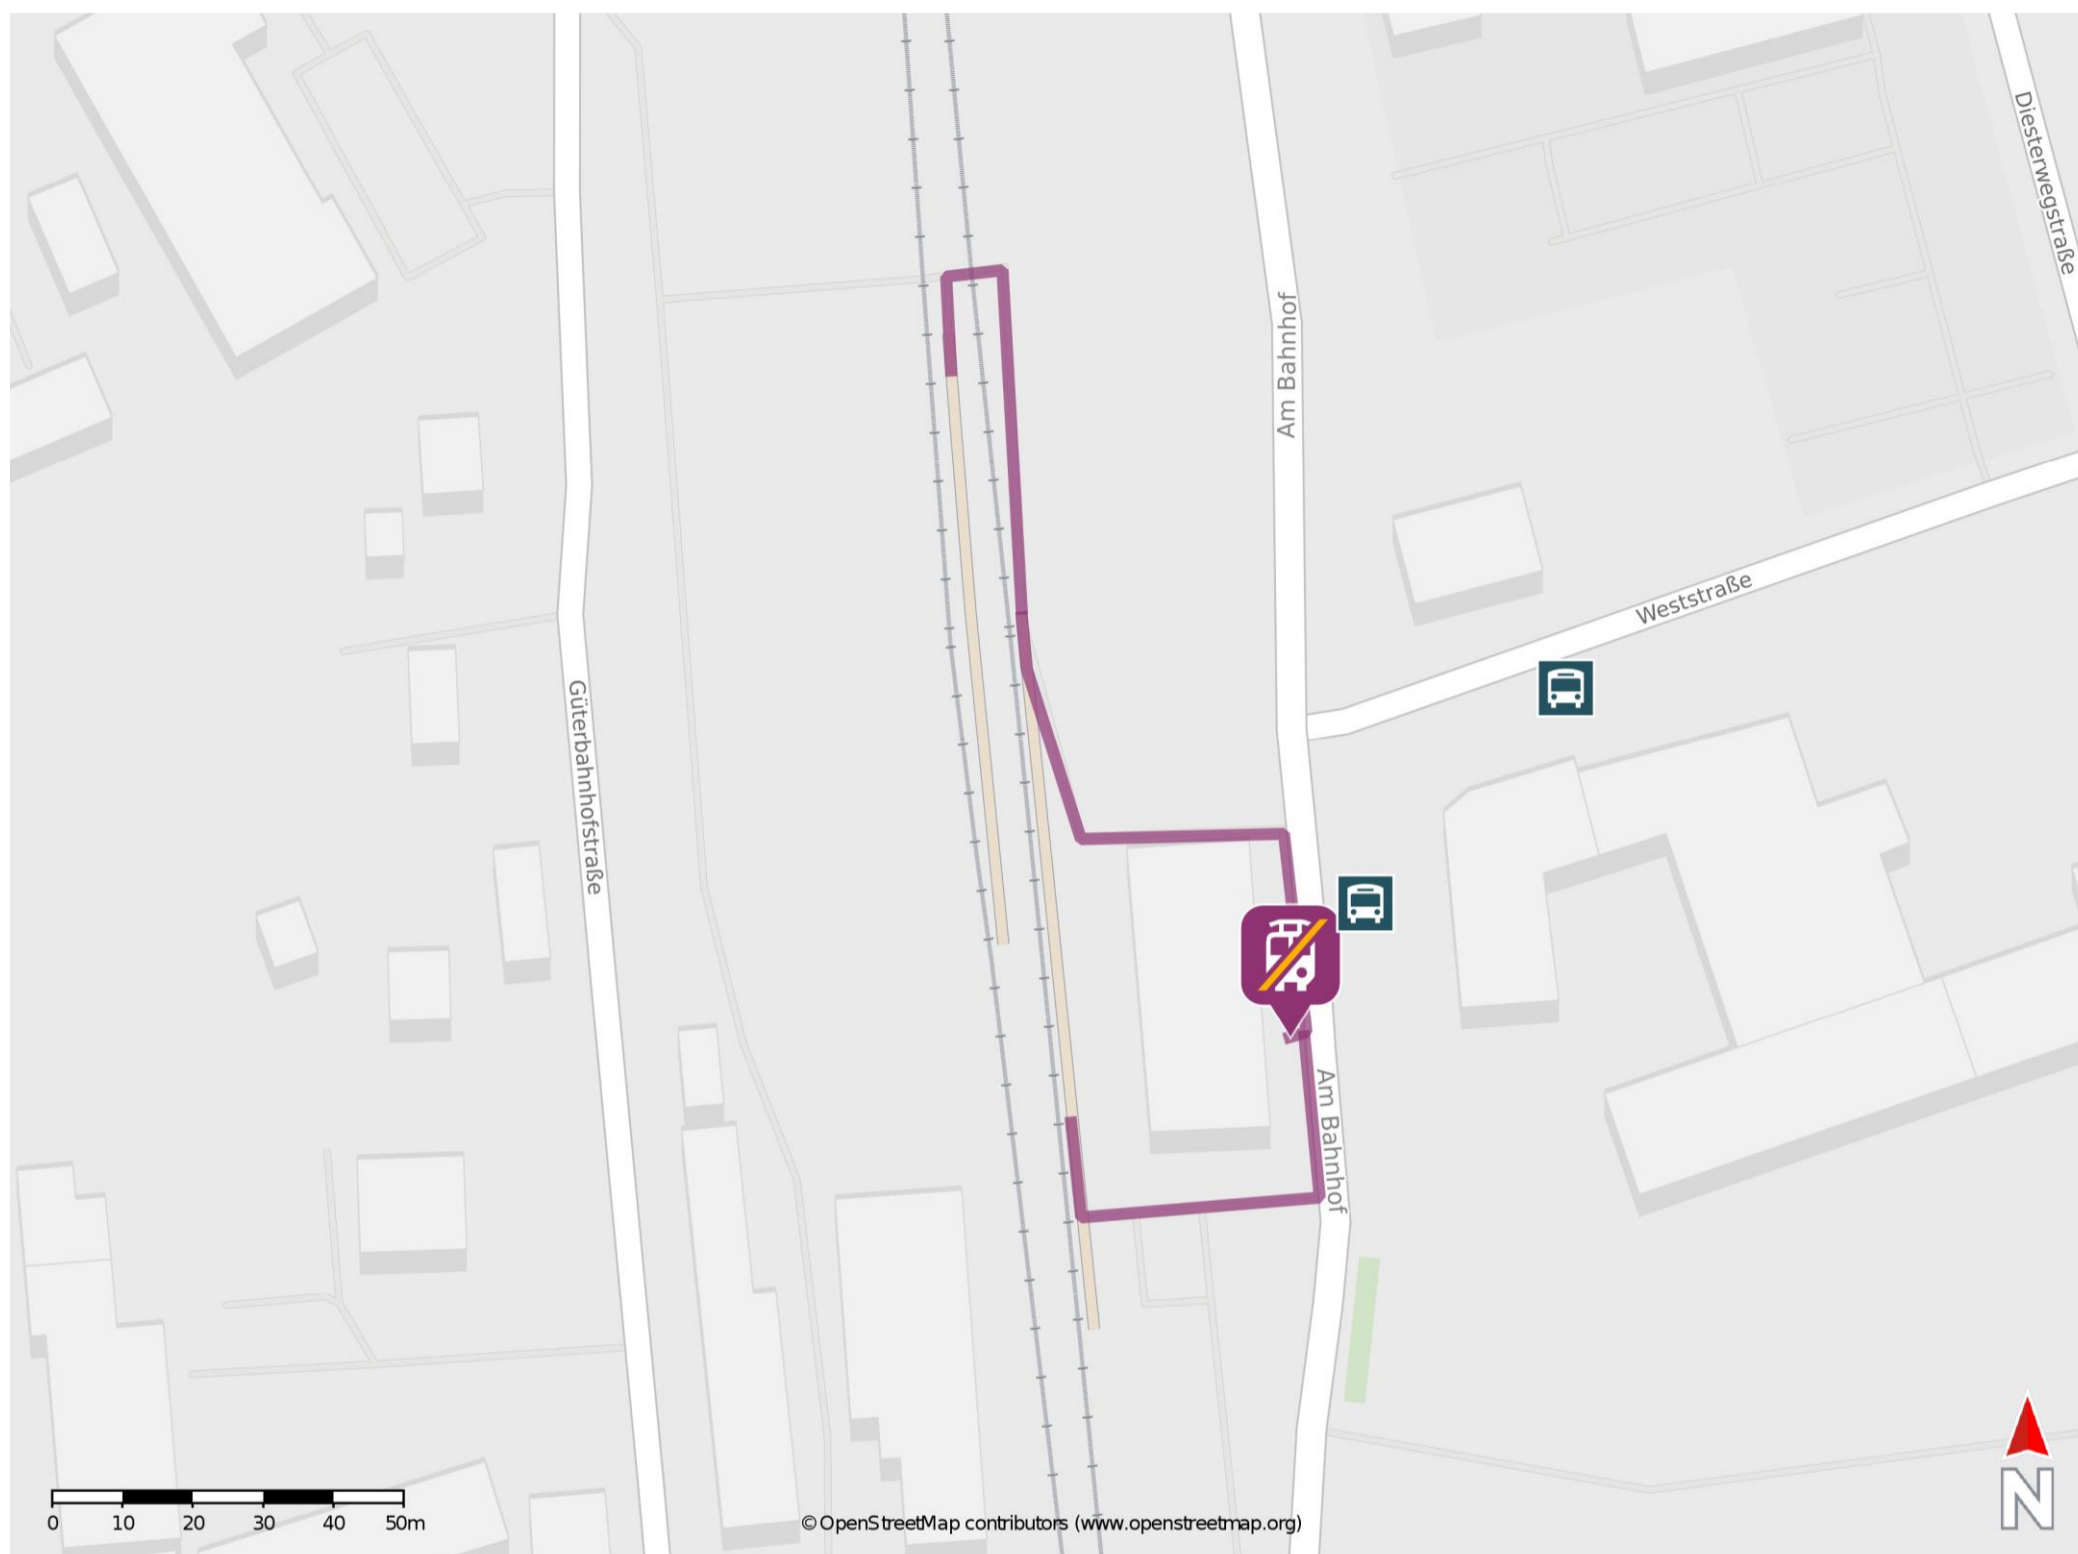 Diesterwegstraße
Am Bahnhof
Weststraße
Güterbahnhofstraße
Am Bahnhof
0 10 20 30 40 50m
©OpenStreetMap contributors (www.openstreetmap.org)
N